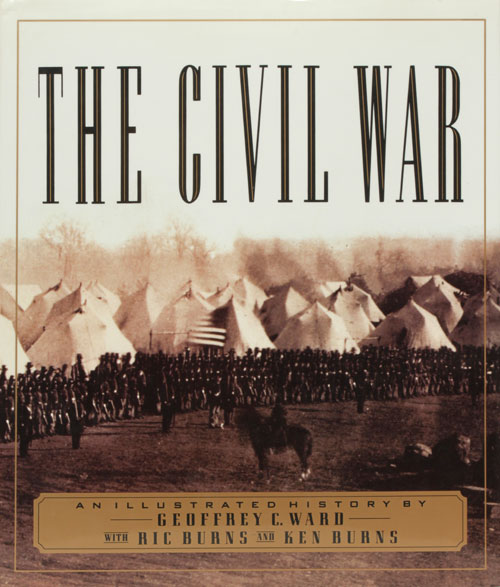 THE CIVIL WAR
AN ILLUSTRATED HISTORY BY
GEOFFREY C. WARD
WITH RIC BURNS AND KEN BURNS